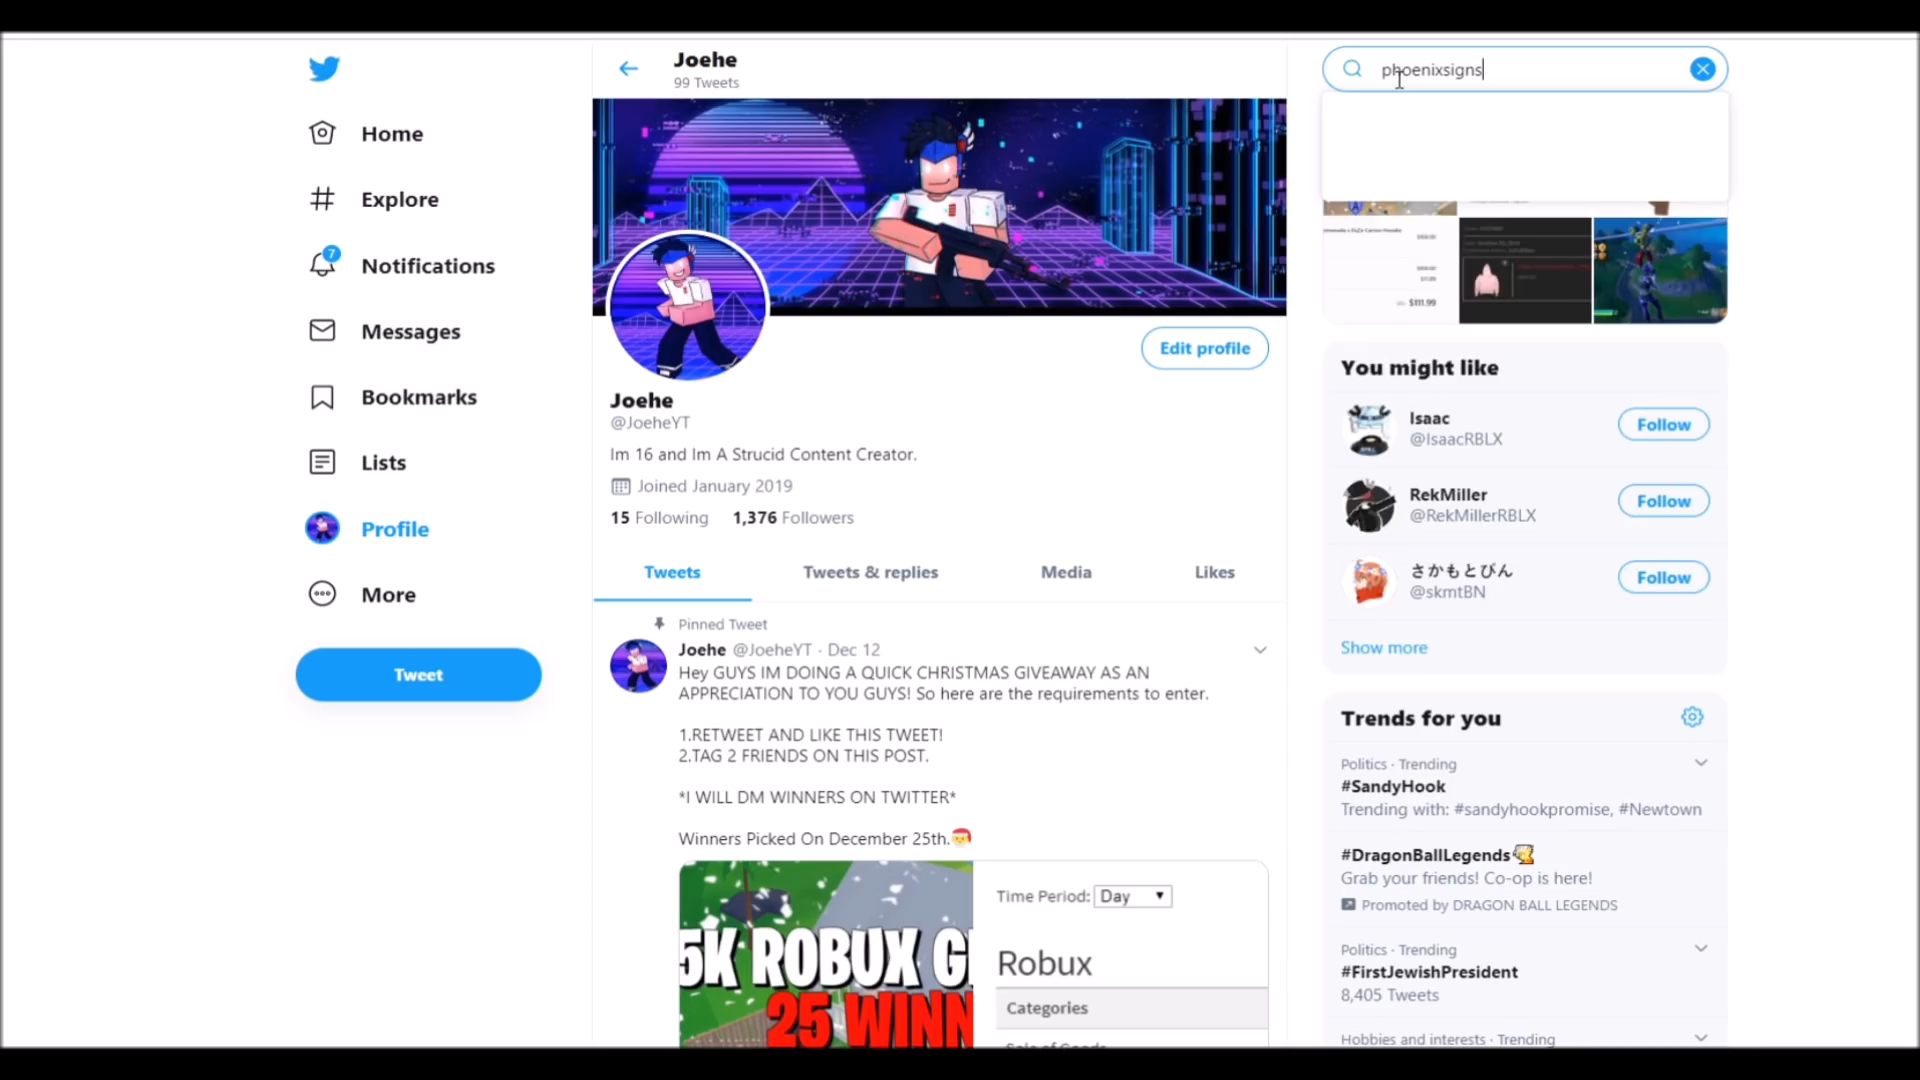 Home
Explore
7
Notifications
Messages
Bookmarks
Lists
Profile
More
Tweet
Joehe
99 Tweets
Edit profile
Joehe
@JoeheYT
Im 16 and Im A Strucid Content Creator.
Joined January 2019
15 Following 1,376 Followers
Tweets Tweets & replies Media Likes
Pinned Tweet
Joehe @JoeheYT · Dec 12
Hey GUYS IM DOING A QUICK CHRISTMAS GIVEAWAY AS AN
APPRECIATION TO YOU GUYS! So here are the requirements to enter.
1.RETWEET AND LIKE THIS TWEET!
2.TAG 2 FRIENDS ON THIS POST.
*I WILL DM WINNERS ON TWITTER*
Winners Picked On December 25th.🎅
5K ROBUX G
25 WINN
Time Period: Day
Robux
Categories
Sale of Goods
phoenixsigns
$111.99
You might like
Isaac
@IsaacRBLX
Follow
RekMiller
@RekMillerRBLX
Follow
さかもとびん
@skmtBN
Follow
Show more
Trends for you
Politics · Trending
#SandyHook
Trending with: #sandyhookpromise, #Newtown
#DragonBallLegends
Grab your friends! Co-op is here!
Promoted by DRAGON BALL LEGENDS
Politics · Trending
#FirstJewishPresident
8,405 Tweets
Hobbies and interests · Trending